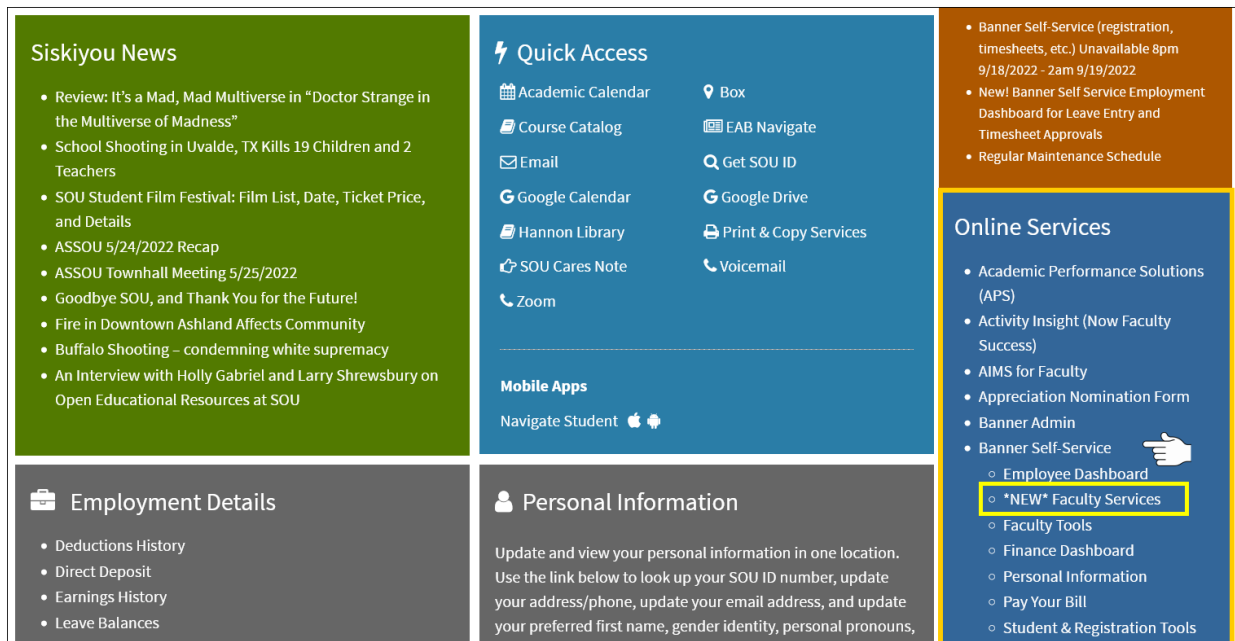 Siskiyou News
Review: It's a Mad, Mad Multiverse in “Doctor Strange in
the Multiverse of Madness”
School Shooting in Uvalde, TX Kills 19 Children and 2
Teachers
SOU Student Film Festival: Film List, Date, Ticket Price,
and Details
ASSOU 5/24/2022 Recap
ASSOU Townhall Meeting 5/25/2022
Goodbye SOU, and Thank You for the Future!
Fire in Downtown Ashland Affects Community
Buffalo Shooting – condemning white supremacy
An Interview with Holly Gabriel and Larry Shrewsbury on
Open Educational Resources at SOU
Quick Access
Academic Calendar
Course Catalog
Email
Google Calendar
Hannon Library
SOU Cares Note
Zoom
Box
EAB Navigate
Get SOU ID
Google Drive
Print & Copy Services
Voicemail
Mobile Apps
Navigate Student
Banner Self-Service (registration,
timesheets, etc.) Unavailable 8pm
9/18/2022 - 2am 9/19/2022
New! Banner Self Service Employment
Dashboard for Leave Entry and
Timesheet Approvals
Regular Maintenance Schedule
Online Services
Academic Performance Solutions
(APS)
Activity Insight (Now Faculty
Success)
AIMS for Faculty
Appreciation Nomination Form
Banner Admin
Banner Self-Service
Employee Dashboard
*NEW* Faculty Services
Faculty Tools
Finance Dashboard
Personal Information
Pay Your Bill
Student & Registration Tools
Employment Details
Deductions History
Direct Deposit
Earnings History
Leave Balances
Personal Information
Update and view your personal information in one location.
Use the link below to look up your SOU ID number, update
your address/phone, update your email address, and update
your preferred first name, gender identity, personal pronouns,